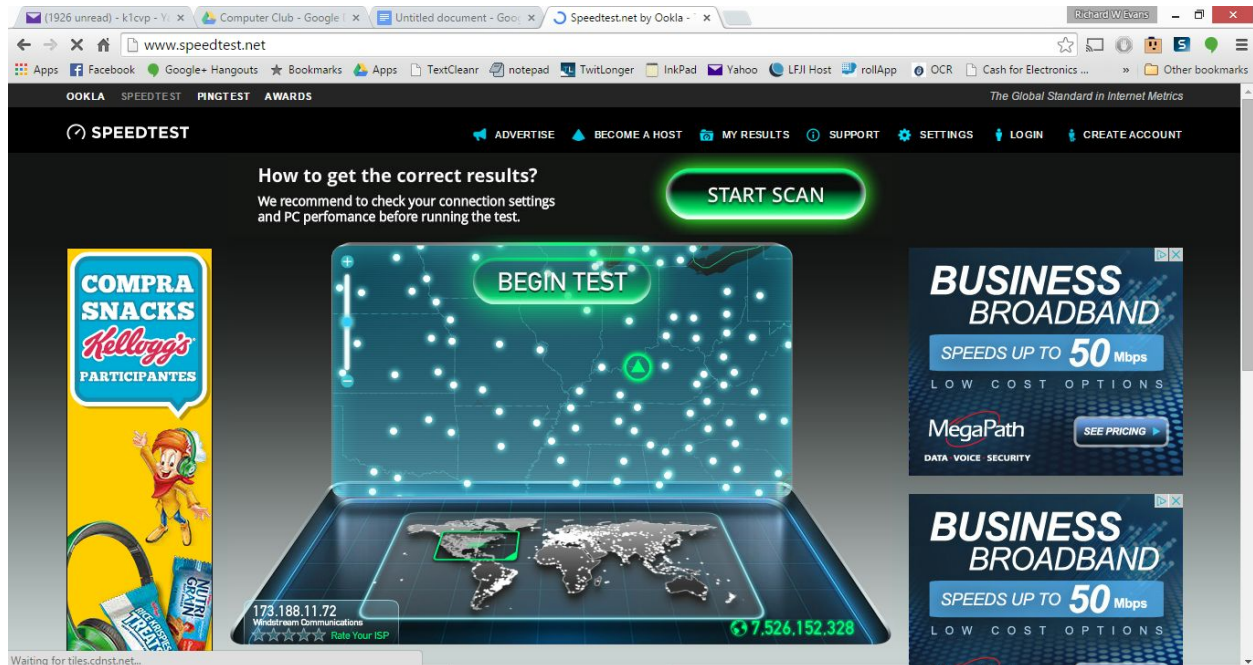 (1926 unread) - k1cvp - Y
Computer Club - Google
Untitled document - Goo
Speedtest.net by Ookla -
Richard W Evans
www.speedtest.net
Apps Facebook Google+ Hangouts Bookmarks Apps TextCleanr notepad TwitLonger InkPad Yahoo LFJI Host rollApp OCR Cash for Electronics ... » Other bookmarks
OOKLA SPEEDTEST PINGTEST AWARDS
The Global Standard in Internet Metrics
SPEEDTEST
ADVERTISE BECOME A HOST MY RESULTS SUPPORT SETTINGS LOGIN CREATE ACCOUNT
How to get the correct results?
We recommend to check your connection settings
and PC perfomance before running the test.
START SCAN
COMPRA
SNACKS
Kellogg's
PARTICIPANTES
NUTRI
GRAIN
RICE KRISPIES
TREATS
BEGIN TEST
173.188.11.72
Windstream Communications
Rate Your ISP
7,526,152,328
BUSINESS
BROADBAND
SPEEDS UP TO 50 Mbps
LOW COST OPTIONS
MegaPath
DATA VOICE SECURITY
SEE PRICING
BUSINESS
BROADBAND
SPEEDS UP TO 50 Mbps
LOW COST OPTIONS
Waiting for tiles.cdnst.net...